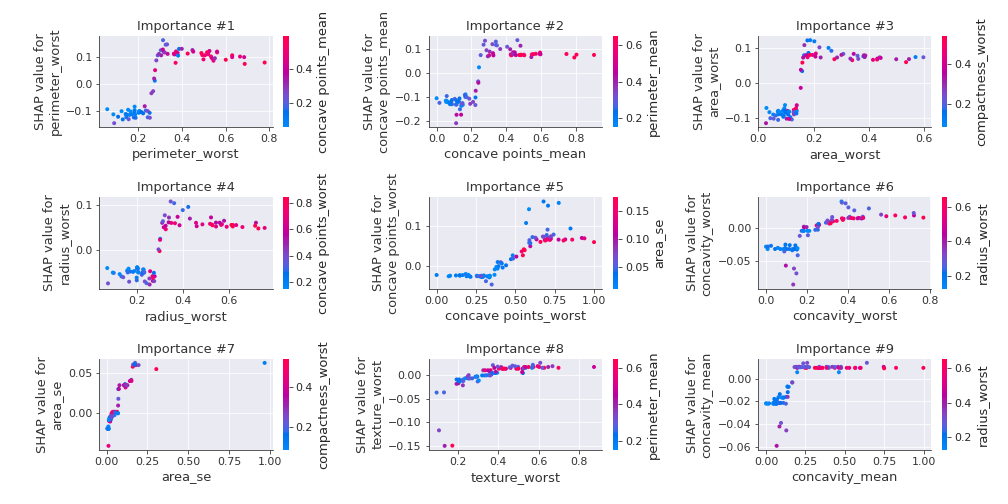 Importance #1
SHAP value for
perimeter_worst
0.1
0.0
−0.1
0.2
0.4
0.6
0.8
perimeter_worst
0.4
0.2
concave points_mean
Importance #2
SHAP value for
concave points_mean
0.1
0.0
−0.1
−0.2
0.0
0.2
0.4
0.6
0.8
concave points_mean
0.6
0.4
0.2
perimeter_mean
Importance #3
SHAP value for
area_worst
0.1
0.0
−0.1
0.0
0.2
0.4
0.6
area_worst
0.4
0.2
compactness_worst
Importance #4
SHAP value for
radius_worst
0.1
0.0
0.2
0.4
0.6
radius_worst
0.8
0.6
0.4
0.2
concave points_worst
Importance #5
SHAP value for
concave points_worst
0.1
0.0
0.00
0.25
0.50
0.75
1.00
concave points_worst
0.15
0.10
0.05
area_se
Importance #6
SHAP value for
concavity_worst
0.00
−0.05
0.0
0.2
0.4
0.6
0.8
concavity_worst
0.6
0.4
0.2
radius_worst
Importance #7
SHAP value for
area_se
0.05
0.00
0.00
0.25
0.50
0.75
1.00
area_se
0.4
0.2
compactness_worst
Importance #8
SHAP value for
texture_worst
0.00
−0.05
−0.10
−0.15
0.2
0.4
0.6
0.8
texture_worst
0.6
0.4
0.2
perimeter_mean
Importance #9
SHAP value for
concavity_mean
0.00
−0.02
−0.04
−0.06
0.00
0.25
0.50
0.75
1.00
concavity_mean
0.6
0.4
0.2
radius_worst